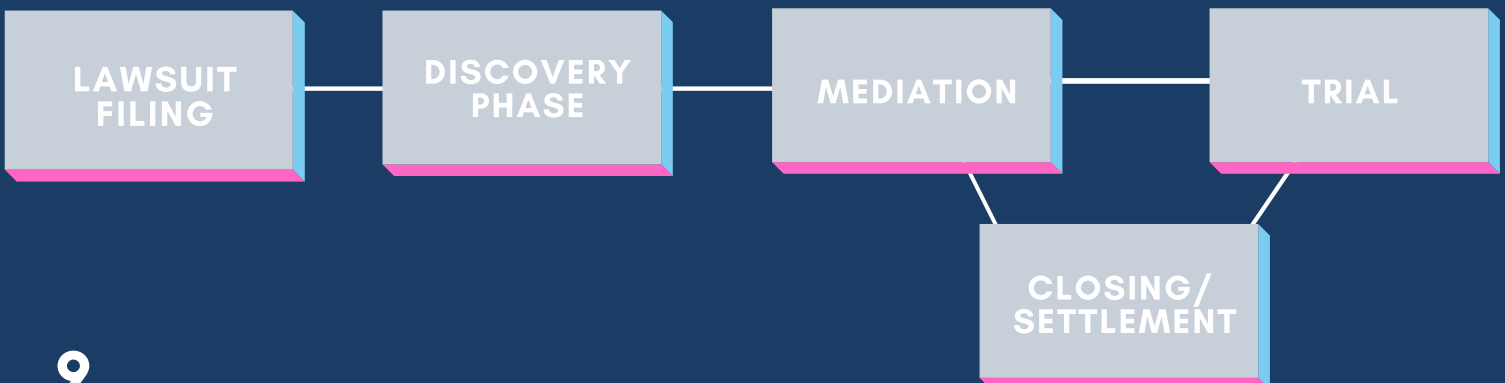 LAWSUIT
FILING
DISCOVERY
PHASE
MEDIATION
TRIAL
CLOSING/
SETTLEMENT
9